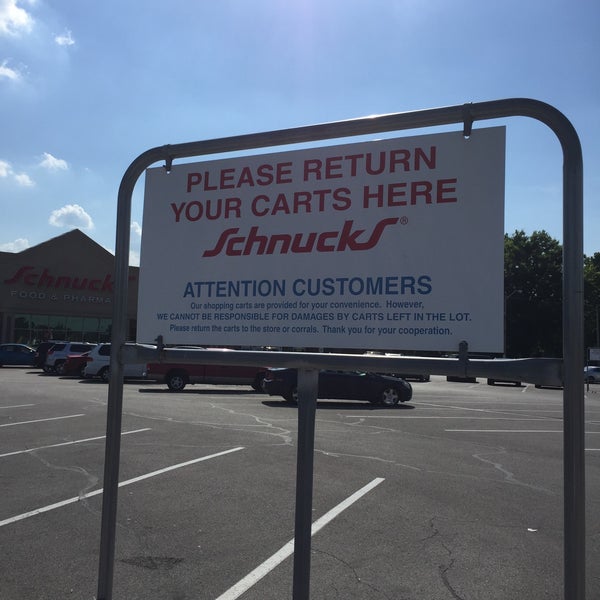 PLEASE RETURN
YOUR CARTS HERE
Schnucks®
ATTENTION CUSTOMERS
Our shopping carts are provided for your convenience. However,
WE CANNOT BE RESPONSIBLE FOR DAMAGES BY CARTS LEFT IN THE LOT.
Please return the carts to the store or corrals. Thank you for your cooperation.
Schnucks
FOOD & PHARMA